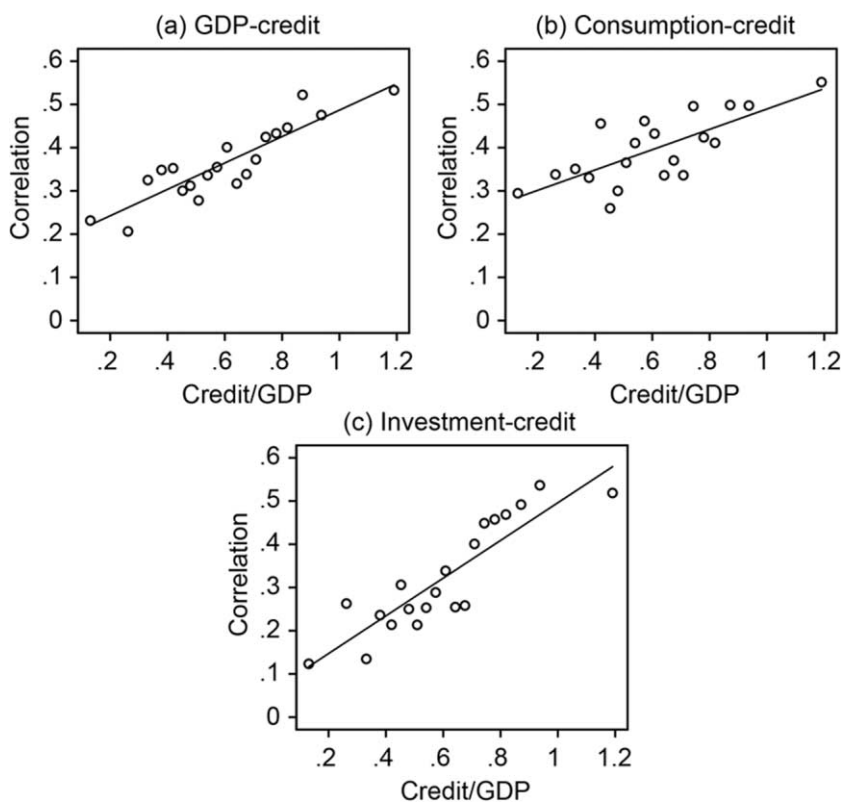 (a) GDP-credit
(b) Consumption-credit
Correlation
.6
.5
.4
.3
.2
.1
0
.2 .4 .6 .8 1 1.2
Credit/GDP
Correlation
.6
.5
.4
.3
.2
.1
0
.2 .4 .6 .8 1 1.2
Credit/GDP
(c) Investment-credit
Correlation
.6
.5
.4
.3
.2
.1
0
.2 .4 .6 .8 1 1.2
Credit/GDP